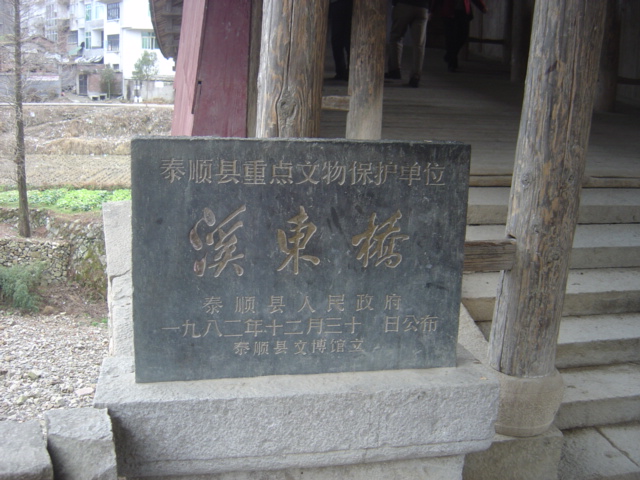 泰顺县重点文物保护单位
溪東橋
泰顺县人民政府
一九八二年十二月三十 日公布
泰顺县文博馆立